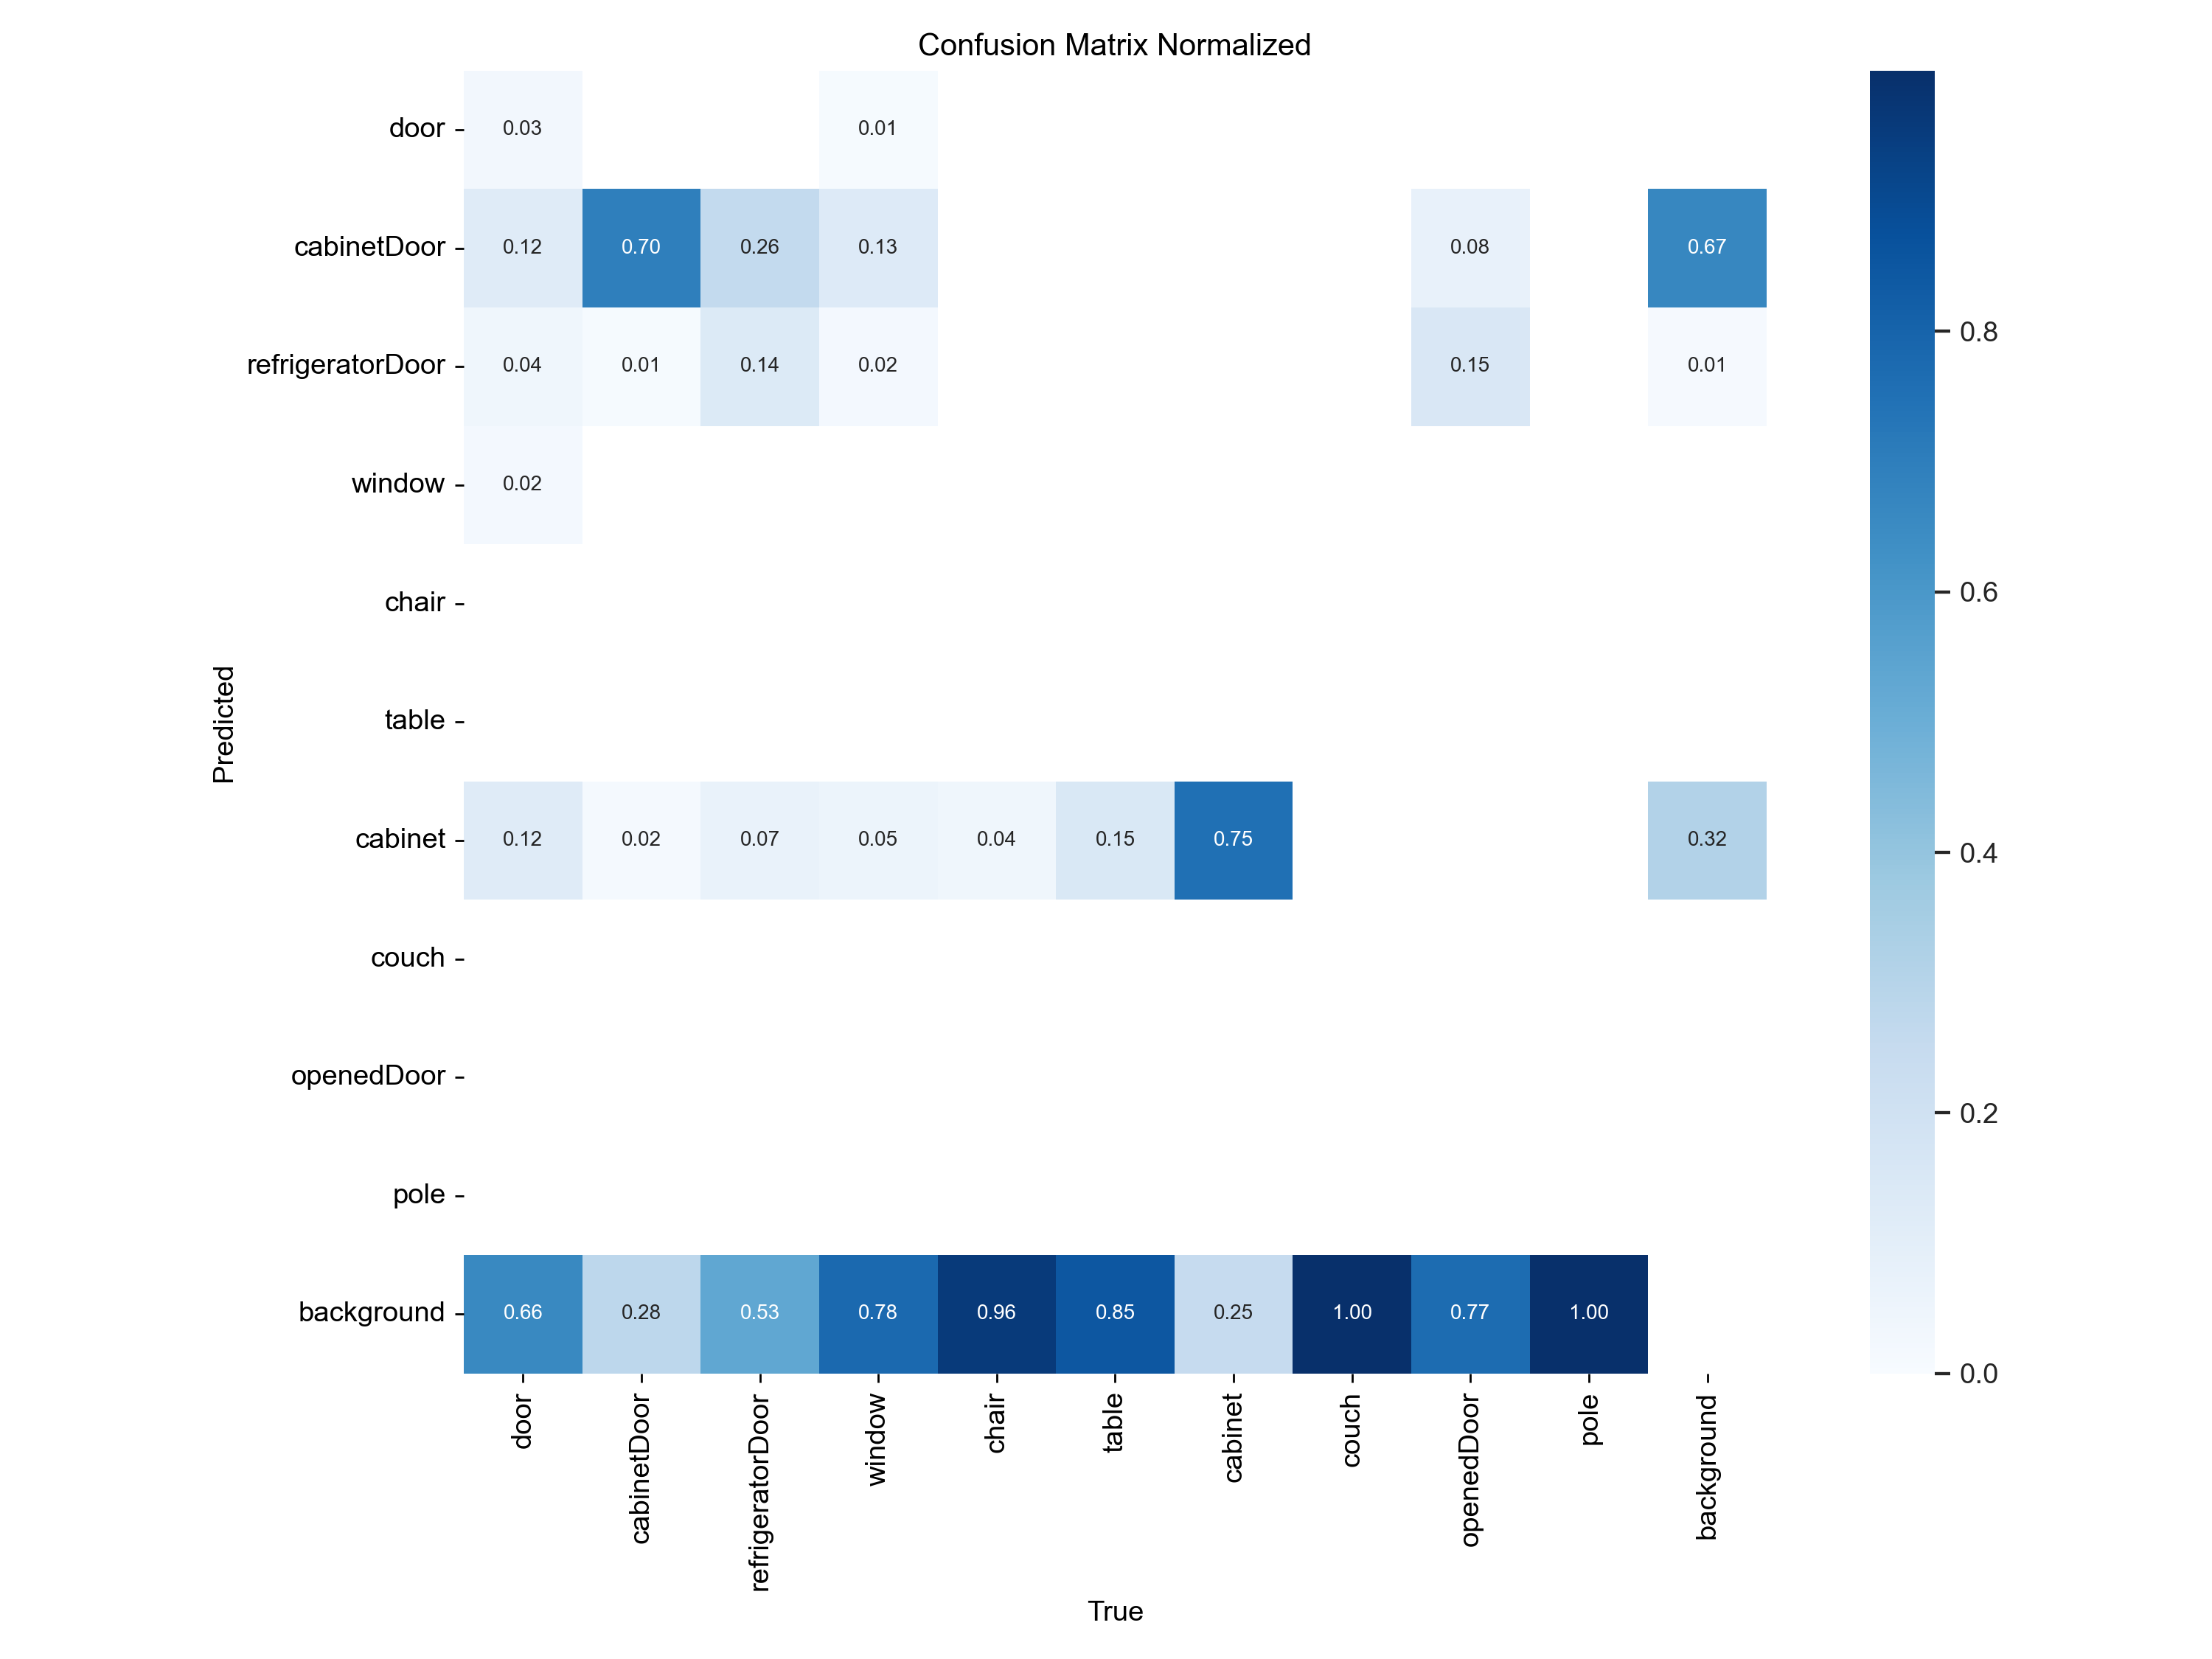 Confusion Matrix Normalized
door 0.03 0.01
cabinetDoor 0.12 0.70 0.26 0.13 0.08 0.67
refrigeratorDoor 0.04 0.01 0.14 0.02 0.15 0.01
window 0.02
chair
table
cabinet 0.12 0.02 0.07 0.05 0.04 0.15 0.75 0.32
couch
openedDoor
pole
background 0.66 0.28 0.53 0.78 0.96 0.85 0.25 1.00 0.77 1.00
Predicted
door cabinetDoor refrigeratorDoor window chair table cabinet couch openedDoor pole background
True
0.8
0.6
0.4
0.2
0.0